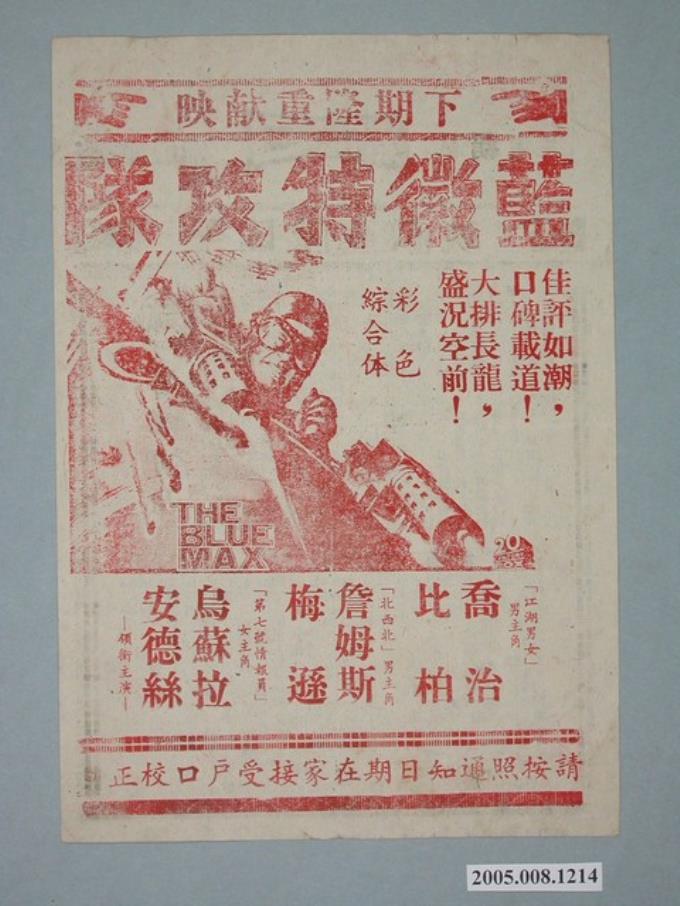 下期隆重献映
藍徽特攻隊
佳評如潮，
口碑載道！
大排長龍，
盛況空前！
彩色
綜合体
THE
BLUE
MAX
20
「江湖男女」
男主角
喬治
比柏
「北西北」男主角
詹姆斯
梅遜
「第七號情報員」
女主角
烏蘇拉
安德絲
—領銜主演—
請按照通知日期在家接受戶口校正
2005.008.1214